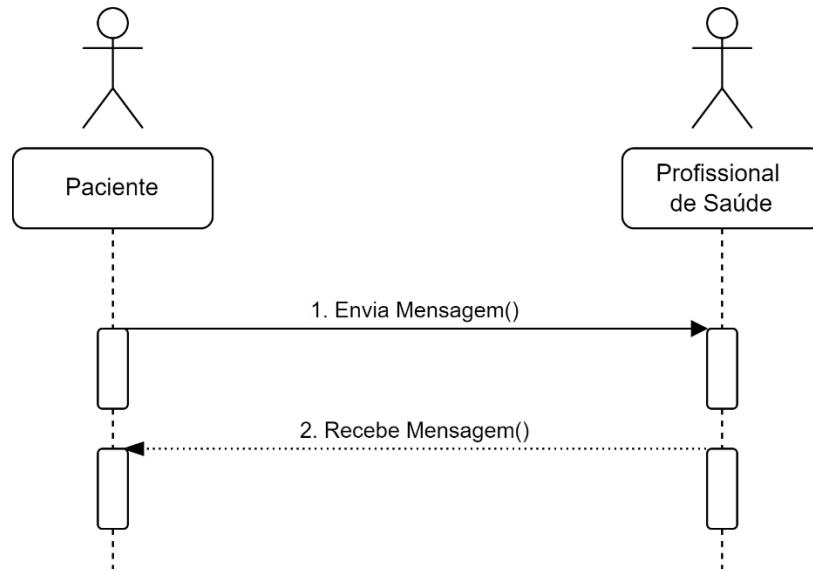 Paciente
Profissional
de Saúde
1. Envia Mensagem()
2. Recebe Mensagem()